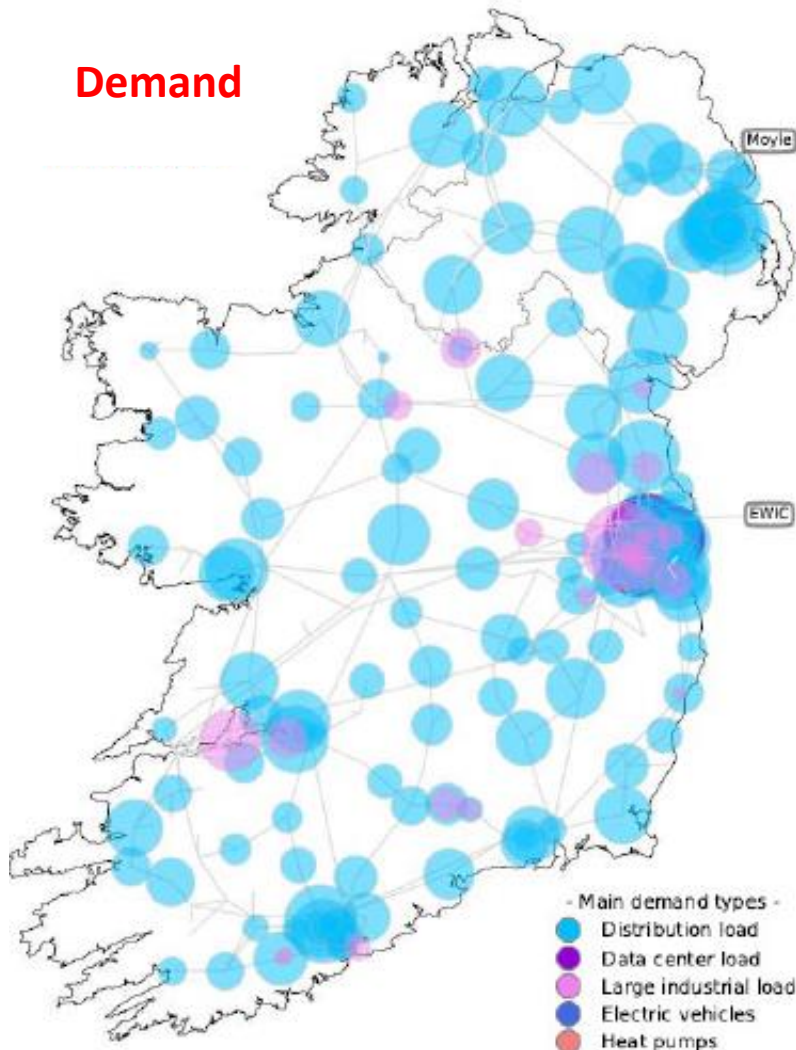 Demand
Moyle
EWIC
- Main demand types -
Distribution load
Data center load
Large industrial load
Electric vehicles
Heat pumps